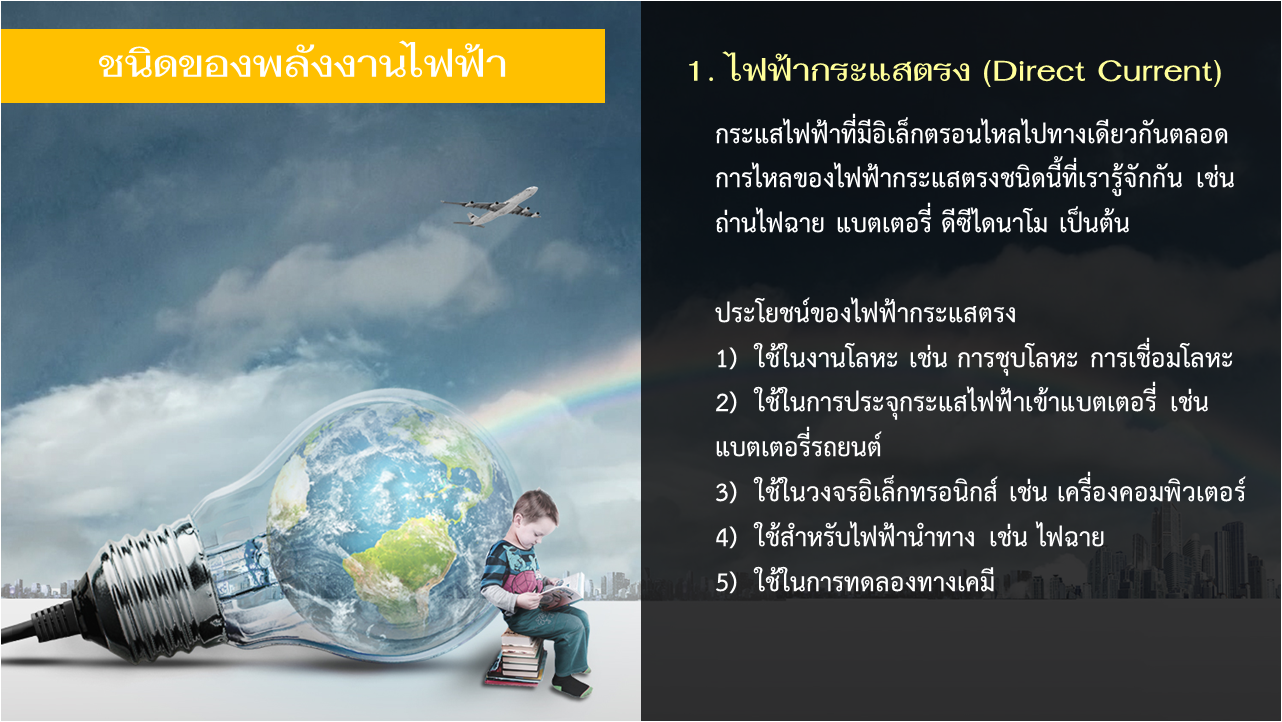 ชนิดของพลังงานไฟฟ้า
1. ไฟฟ้ากระแสตรง (Direct Current)
กระแสไฟฟ้าที่มีอิเล็กตรอนไหลไปทางเดียวกันตลอด
การไหลของไฟฟ้ากระแสตรงชนิดนี้ที่เรารู้จักกัน เช่น
ถ่านไฟฉาย แบตเตอรี่ ดีซีไดนาโม เป็นต้น
ประโยชน์ของไฟฟ้ากระแสตรง
1) ใช้ในงานโลหะ เช่น การชุบโลหะ การเชื่อมโลหะ
2) ใช้ในการประจุกระแสไฟฟ้าเข้าแบตเตอรี่ เช่น
แบตเตอรี่รถยนต์
3) ใช้ในวงจรอิเล็กทรอนิกส์ เช่น เครื่องคอมพิวเตอร์
4) ใช้สำหรับไฟฟ้านำทาง เช่น ไฟฉาย
5) ใช้ในการทดลองทางเคมี